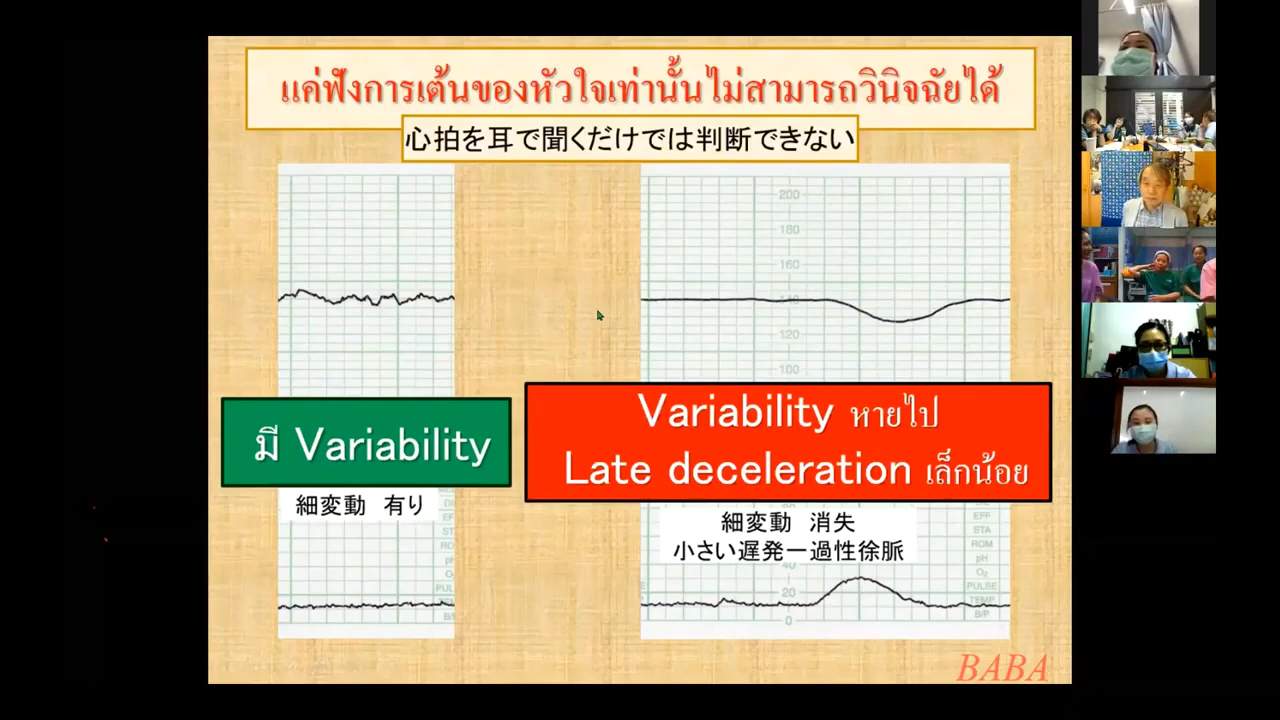 แค่ฟังการเต้นของหัวใจเท่านั้นไม่สามารถวินิจฉัยได้
心拍を耳で聞くだけでは判断できない
200
180
160
140
120
100
มี Variability
Variability หายไป
Late deceleration เล็กน้อย
細変動 有り
細変動 消失
小さい遅発一過性徐脈
EFF
STA
ROM
pH
O₂
PULSE
TEMP
B/P
40
20
0
BABA